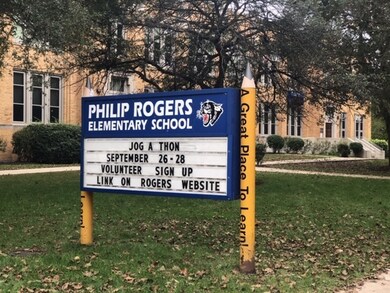 PHILIP ROGERS
ELEMENTARY SCHOOL
JOG A THON
SEPTEMBER 26-28
VOLUNTEER SIGN UP
LINK ON ROGERS WEBSITE
A Great Place To Learn!